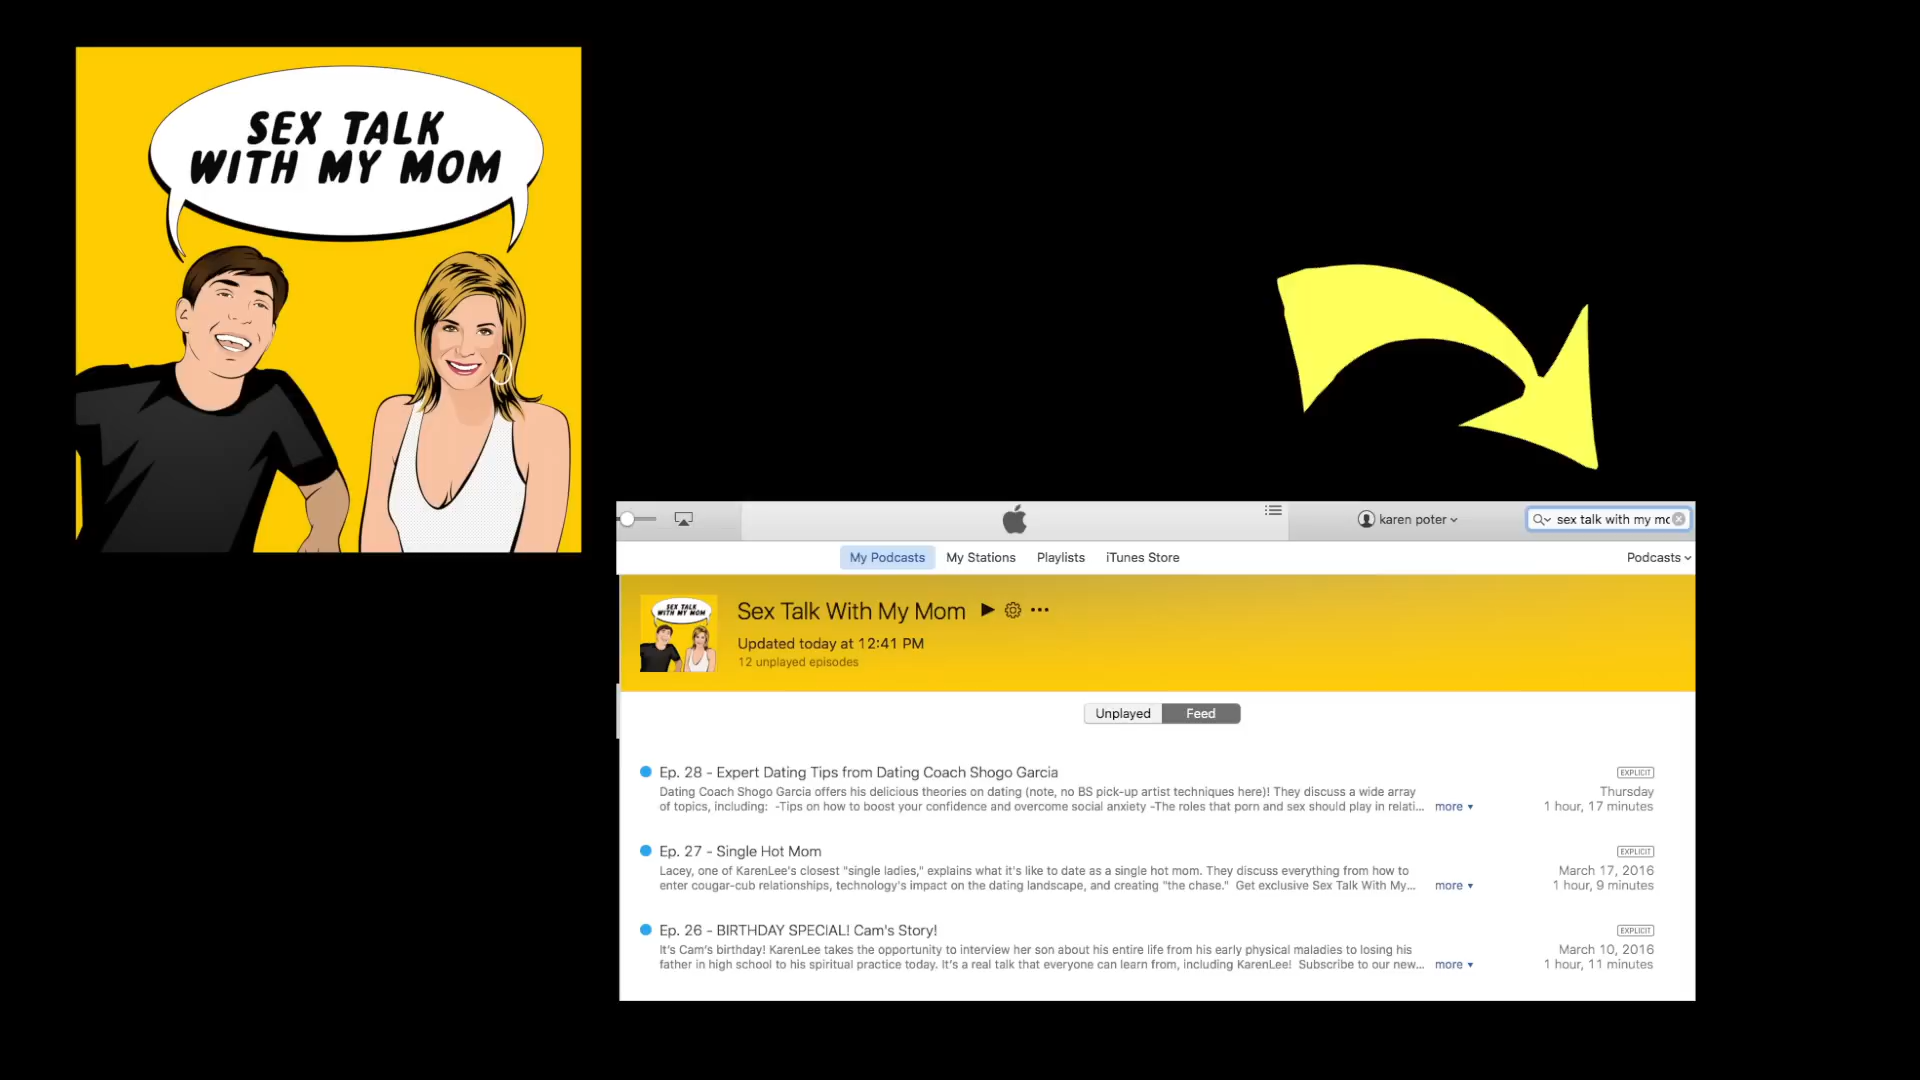 SEX TALK
WITH MY MOM
karen poter
sex talk with my mo
My Podcasts My Stations Playlists iTunes Store Podcasts
SEX TALK
WITH MY MOM
Sex Talk With My Mom
Updated today at 12:41 PM
12 unplayed episodes
Unplayed Feed
Ep. 28 - Expert Dating Tips from Dating Coach Shogo Garcia EXPLICIT
Dating Coach Shogo Garcia offers his delicious theories on dating (note, no BS pick-up artist techniques here)! They discuss a wide array Thursday
of topics, including: -Tips on how to boost your confidence and overcome social anxiety -The roles that porn and sex should play in relati... more 1 hour, 17 minutes
Ep. 27 - Single Hot Mom EXPLICIT
Lacey, one of KarenLee's closest "single ladies," explains what it's like to date as a single hot mom. They discuss everything from how to March 17, 2016
enter cougar-cub relationships, technology's impact on the dating landscape, and creating "the chase." Get exclusive Sex Talk With My... more 1 hour, 9 minutes
Ep. 26 - BIRTHDAY SPECIAL! Cam's Story! EXPLICIT
It's Cam's birthday! KarenLee takes the opportunity to interview her son about his entire life from his early physical maladies to losing his March 10, 2016
father in high school to his spiritual practice today. It's a real talk that everyone can learn from, including KarenLee! Subscribe to our new... more 1 hour, 11 minutes